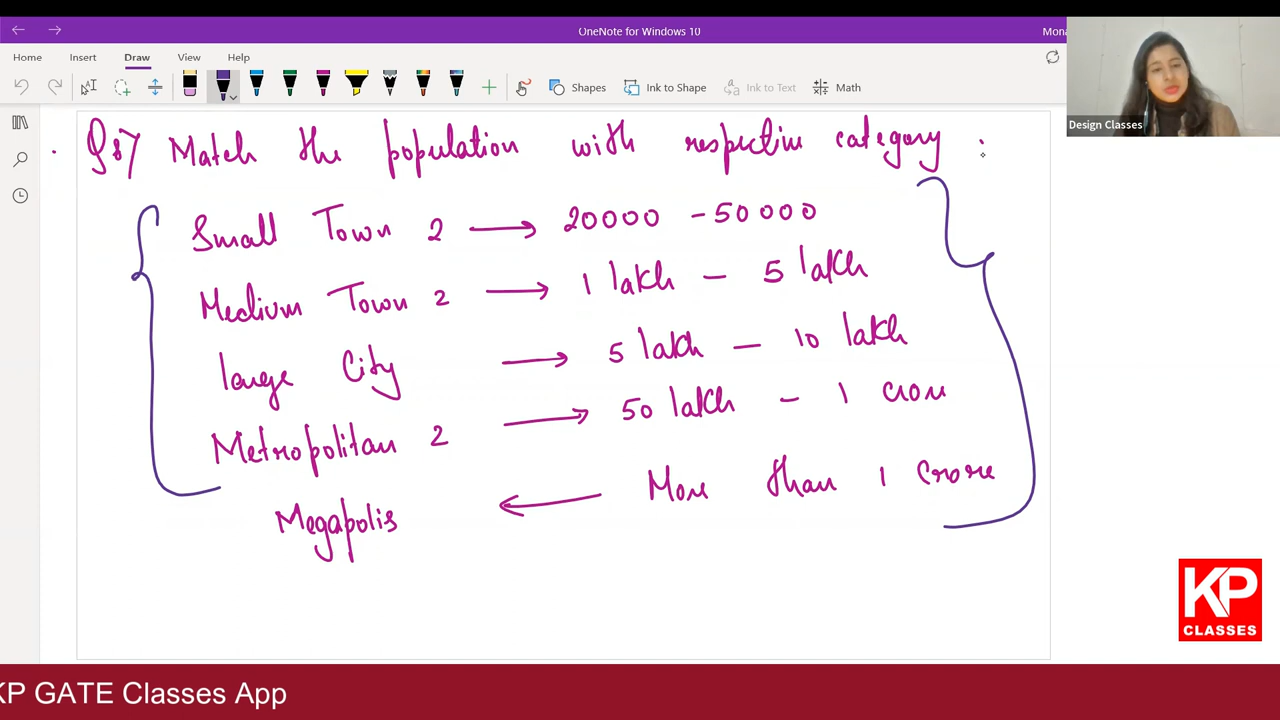 OneNote for Windows 10
Mona
Home Insert Draw View Help
Shapes Ink to Shape Ink to Text Math
Design Classes
Q8) Match the population with respective category :
Small Town 2 → 20000 - 50000
Medium Town 2 → 1 lakh - 5 lakh
large City → 5 lakh - 10 lakh
Metropolitan 2 → 50 lakh - 1 crore
Megapolis ← More than 1 crore
KP
CLASSES
KP GATE Classes App